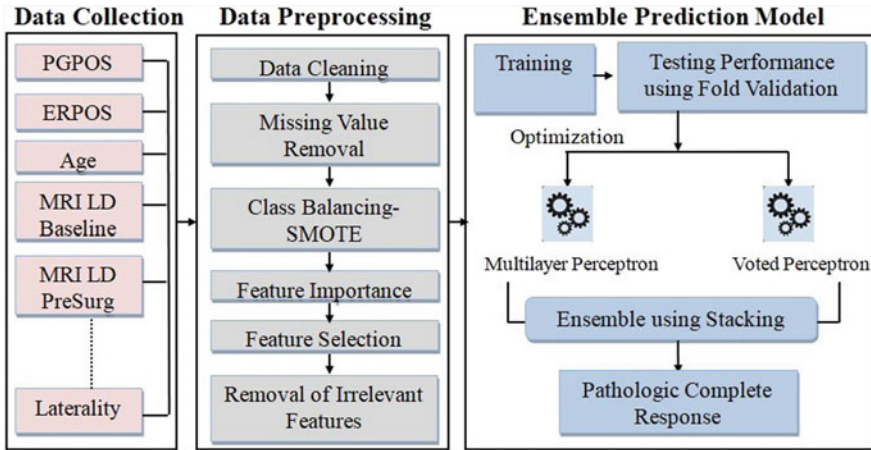 Data Collection
PGPOS
ERPOS
Age
MRI LD
Baseline
MRI LD
PreSurg
Laterality
Data Preprocessing
Data Cleaning
Missing Value
Removal
Class Balancing-
SMOTE
Feature Importance
Feature Selection
Removal of Irrelevant
Features
Ensemble Prediction Model
Training
Testing Performance
using Fold Validation
Optimization
Multilayer Perceptron
Voted Perceptron
Ensemble using Stacking
Pathologic Complete
Response